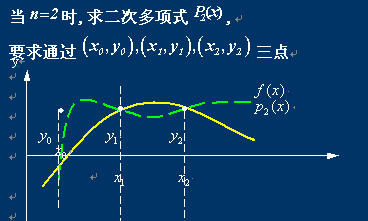 当n=2时,求二次多项式 P₂(x),
要求通过 (x₀,y₀),(x₁,y₁),(x₂,y₂) 三点
y
f(x)
p₂(x)
y₀ y₁ y₂
x₁ x₂